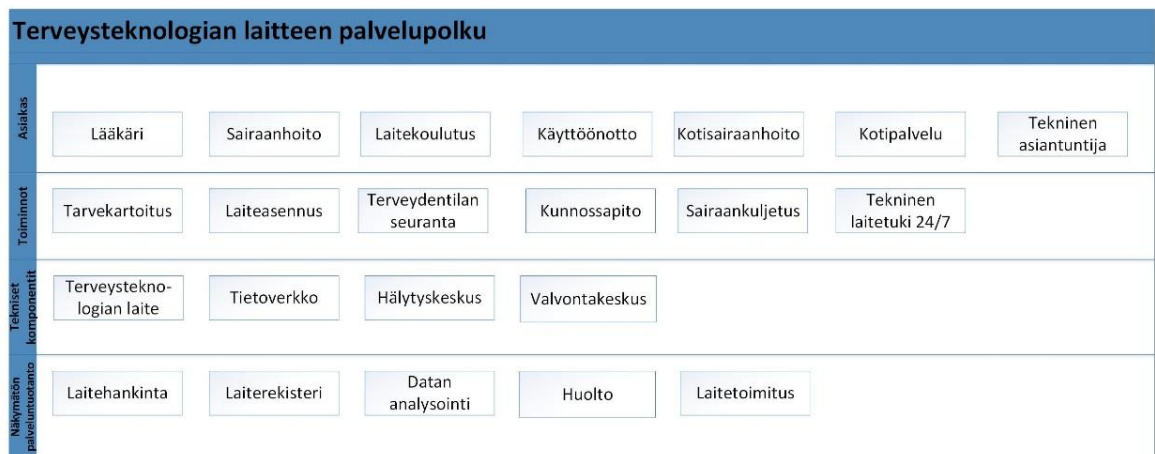 Terveysteknologian laitteen palvelupolku
Asiakas
Lääkäri
Sairaanhoito
Laitekoulutus
Käyttöönotto
Kotisairaanhoito
Kotipalvelu
Tekninen
asiantuntija
Toiminnot
Tarvekartoitus
Laiteasennus
Terveydentilan
seuranta
Kunnossapito
Sairaankuljetus
Tekninen
laitetuki 24/7
Tekniset
komponentit
Terveystekno-
logian laite
Tietoverkko
Hälytyskeskus
Valvontakeskus
Näkymätön
palveluntuotanto
Laitehankinta
Laiterekisteri
Datan
analysointi
Huolto
Laitetoimitus